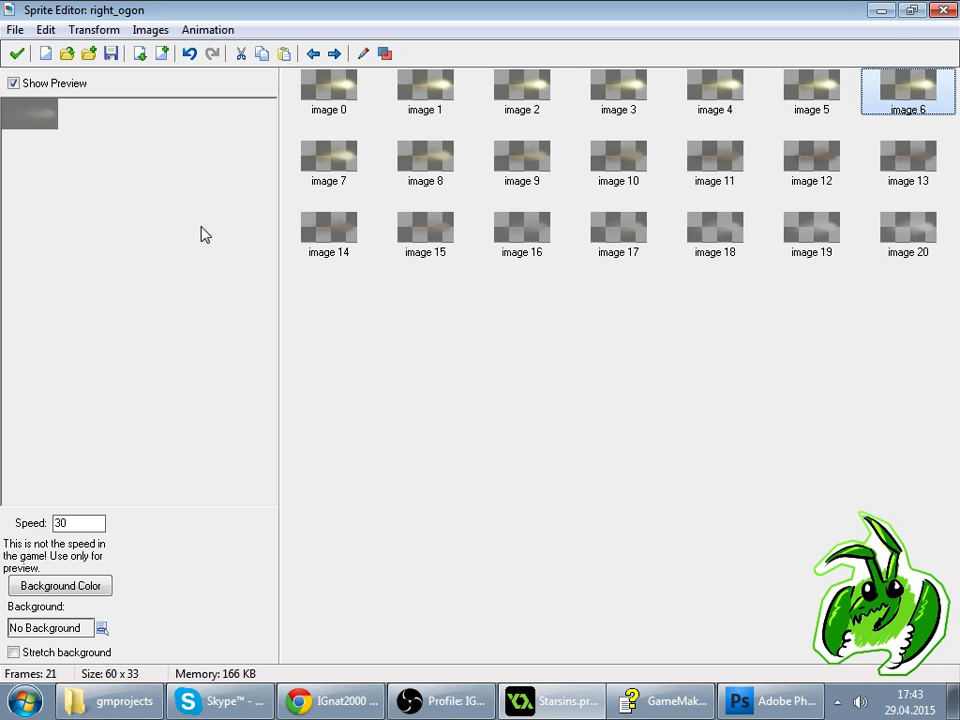 Sprite Editor: right_ogon
File Edit Transform Images Animation
Show Preview
image 0 image 1 image 2 image 3 image 4 image 5 image 6
image 7 image 8 image 9 image 10 image 11 image 12 image 13
image 14 image 15 image 16 image 17 image 18 image 19 image 20
Speed: 30
This is not the speed in
the game! Use only for
preview.
Background Color
Background:
No Background
Stretch background
Frames: 21 Size: 60 x 33 Memory: 166 KB
gmprojects Skype™ - ... IGnat2000 ... Profile: IG... Starsins.pr... GameMak... Ps Adobe Ph... 17:43
29.04.2015